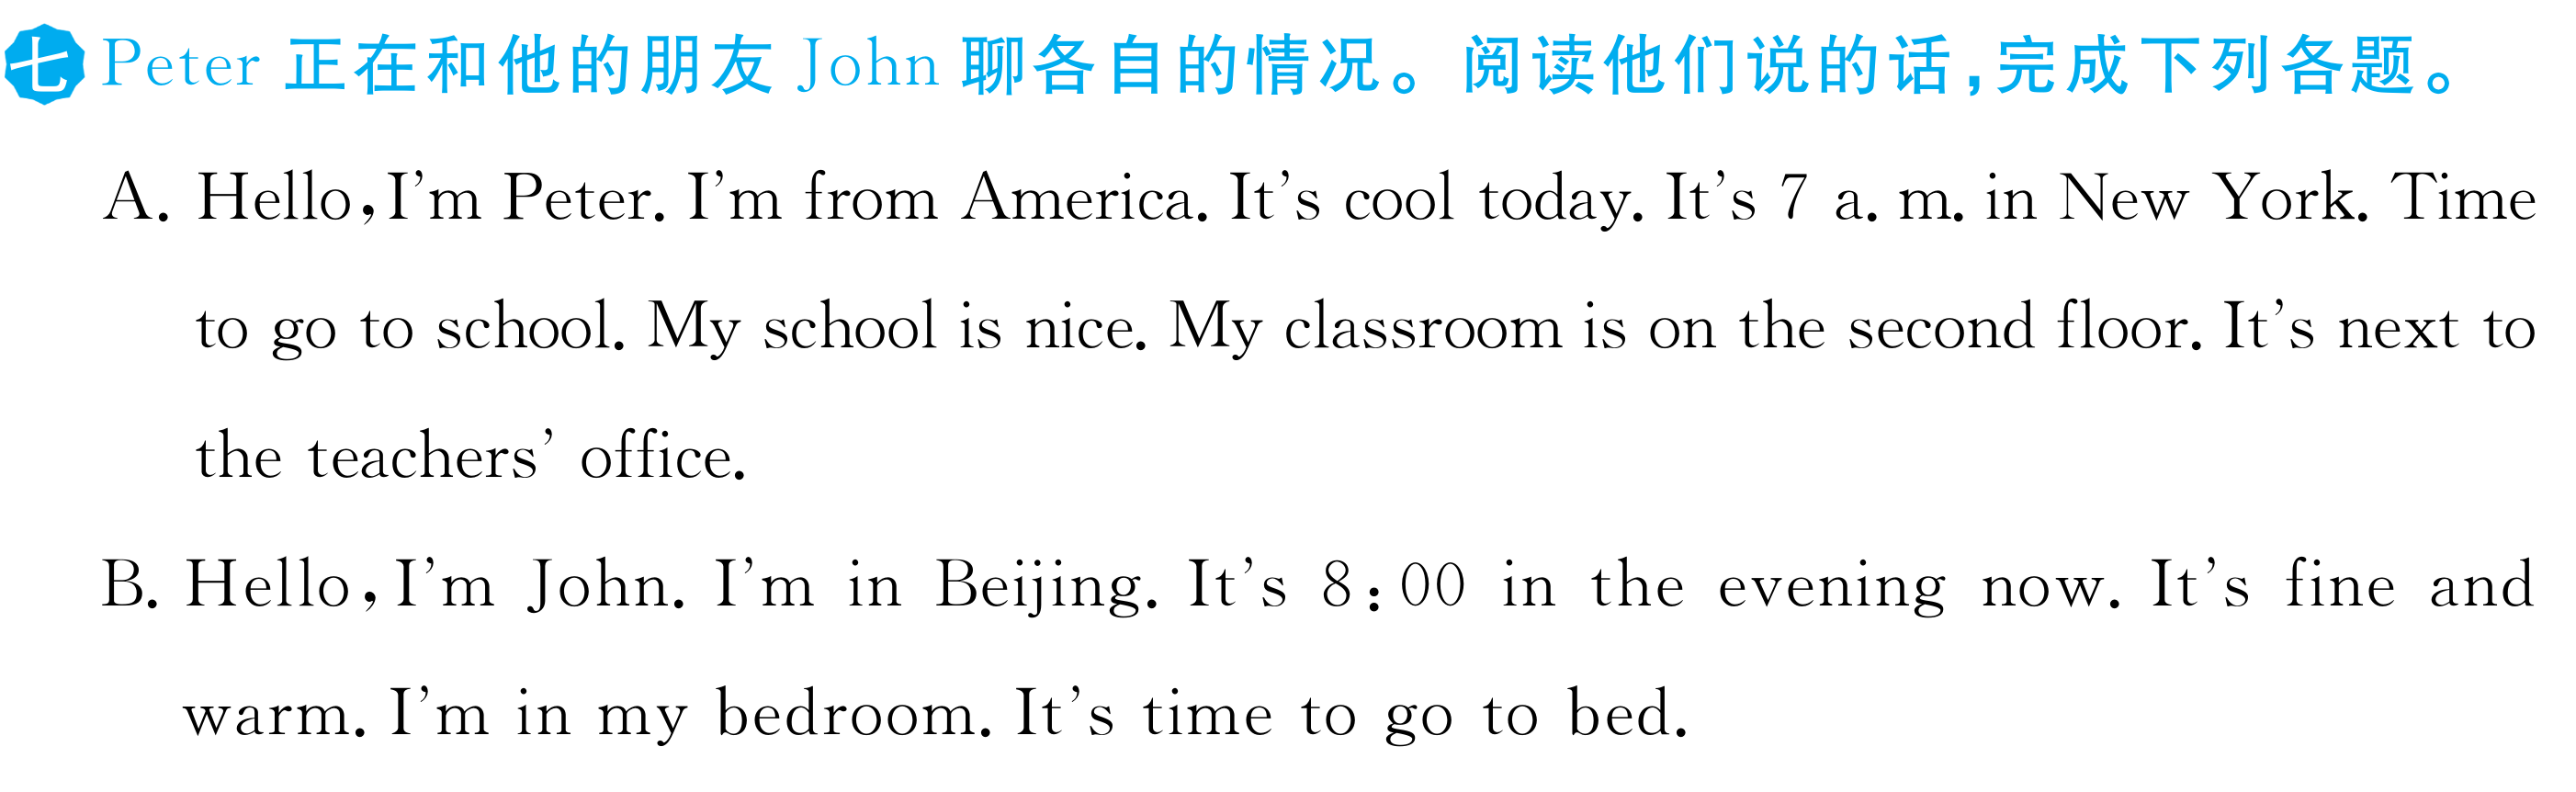 七 Peter 正在和他的朋友 John 聊各自的情况。阅读他们说的话,完成下列各题。
A. Hello,I'm Peter. I'm from America. It's cool today. It's 7 a. m. in New York. Time
to go to school. My school is nice. My classroom is on the second floor. It's next to
the teachers' office.
B. Hello,I'm John. I'm in Beijing. It's 8:00 in the evening now. It's fine and
warm. I'm in my bedroom. It's time to go to bed.